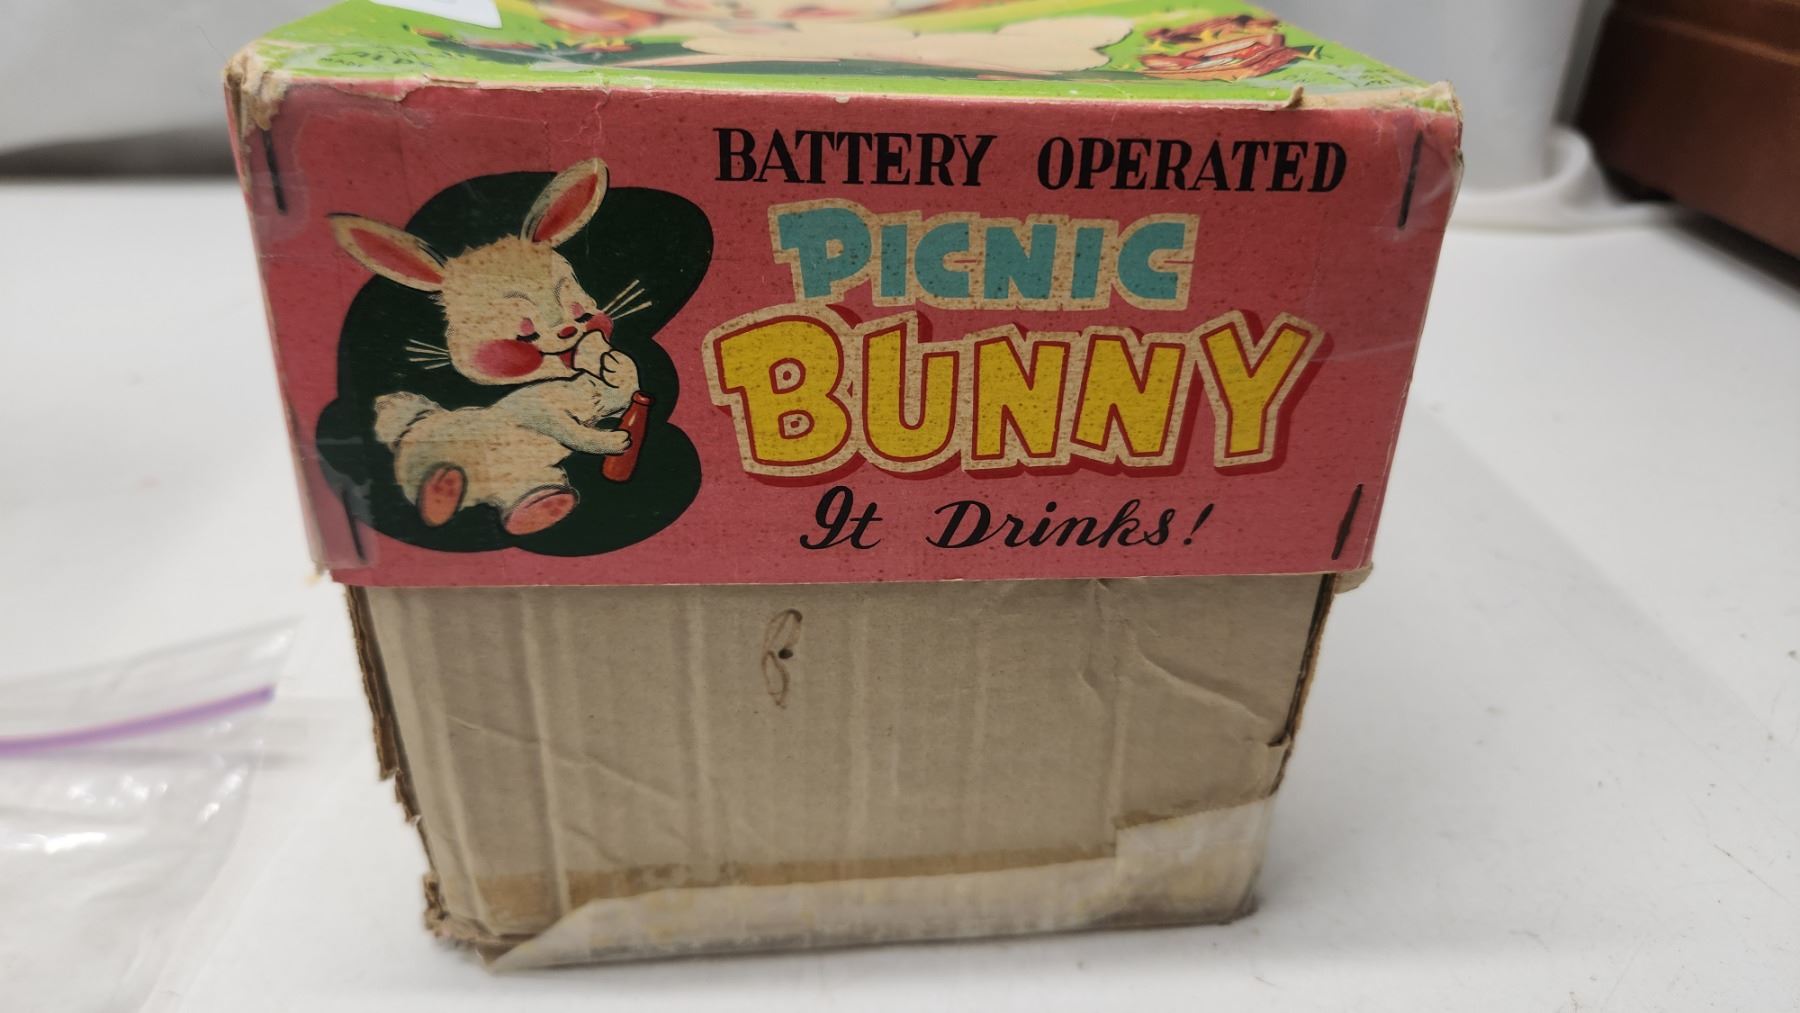 BATTERY OPERATED
PICNIC
BUNNY
It Drinks!